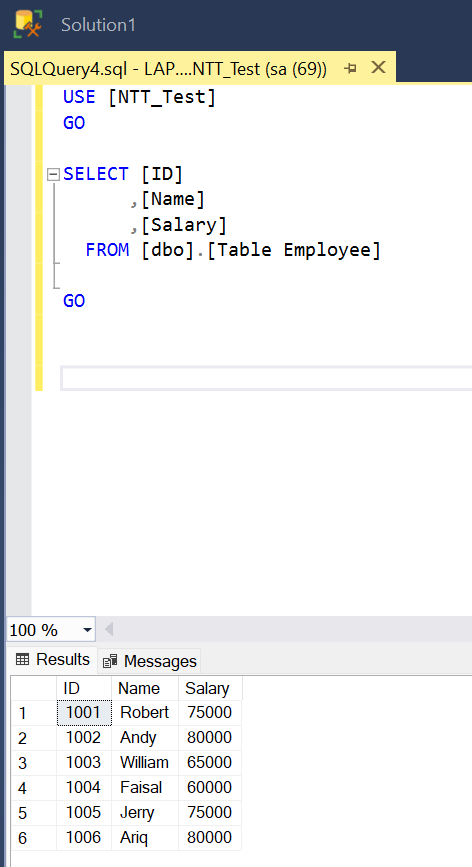 Solution1
SQLQuery4.sql - LAP....NTT_Test (sa (69))
USE [NTT_Test]
GO
SELECT [ID]
,[Name]
,[Salary]
FROM [dbo].[Table Employee]
GO
100 %
Results Messages
ID Name Salary
1 1001 Robert 75000
2 1002 Andy 80000
3 1003 William 65000
4 1004 Faisal 60000
5 1005 Jerry 75000
6 1006 Ariq 80000